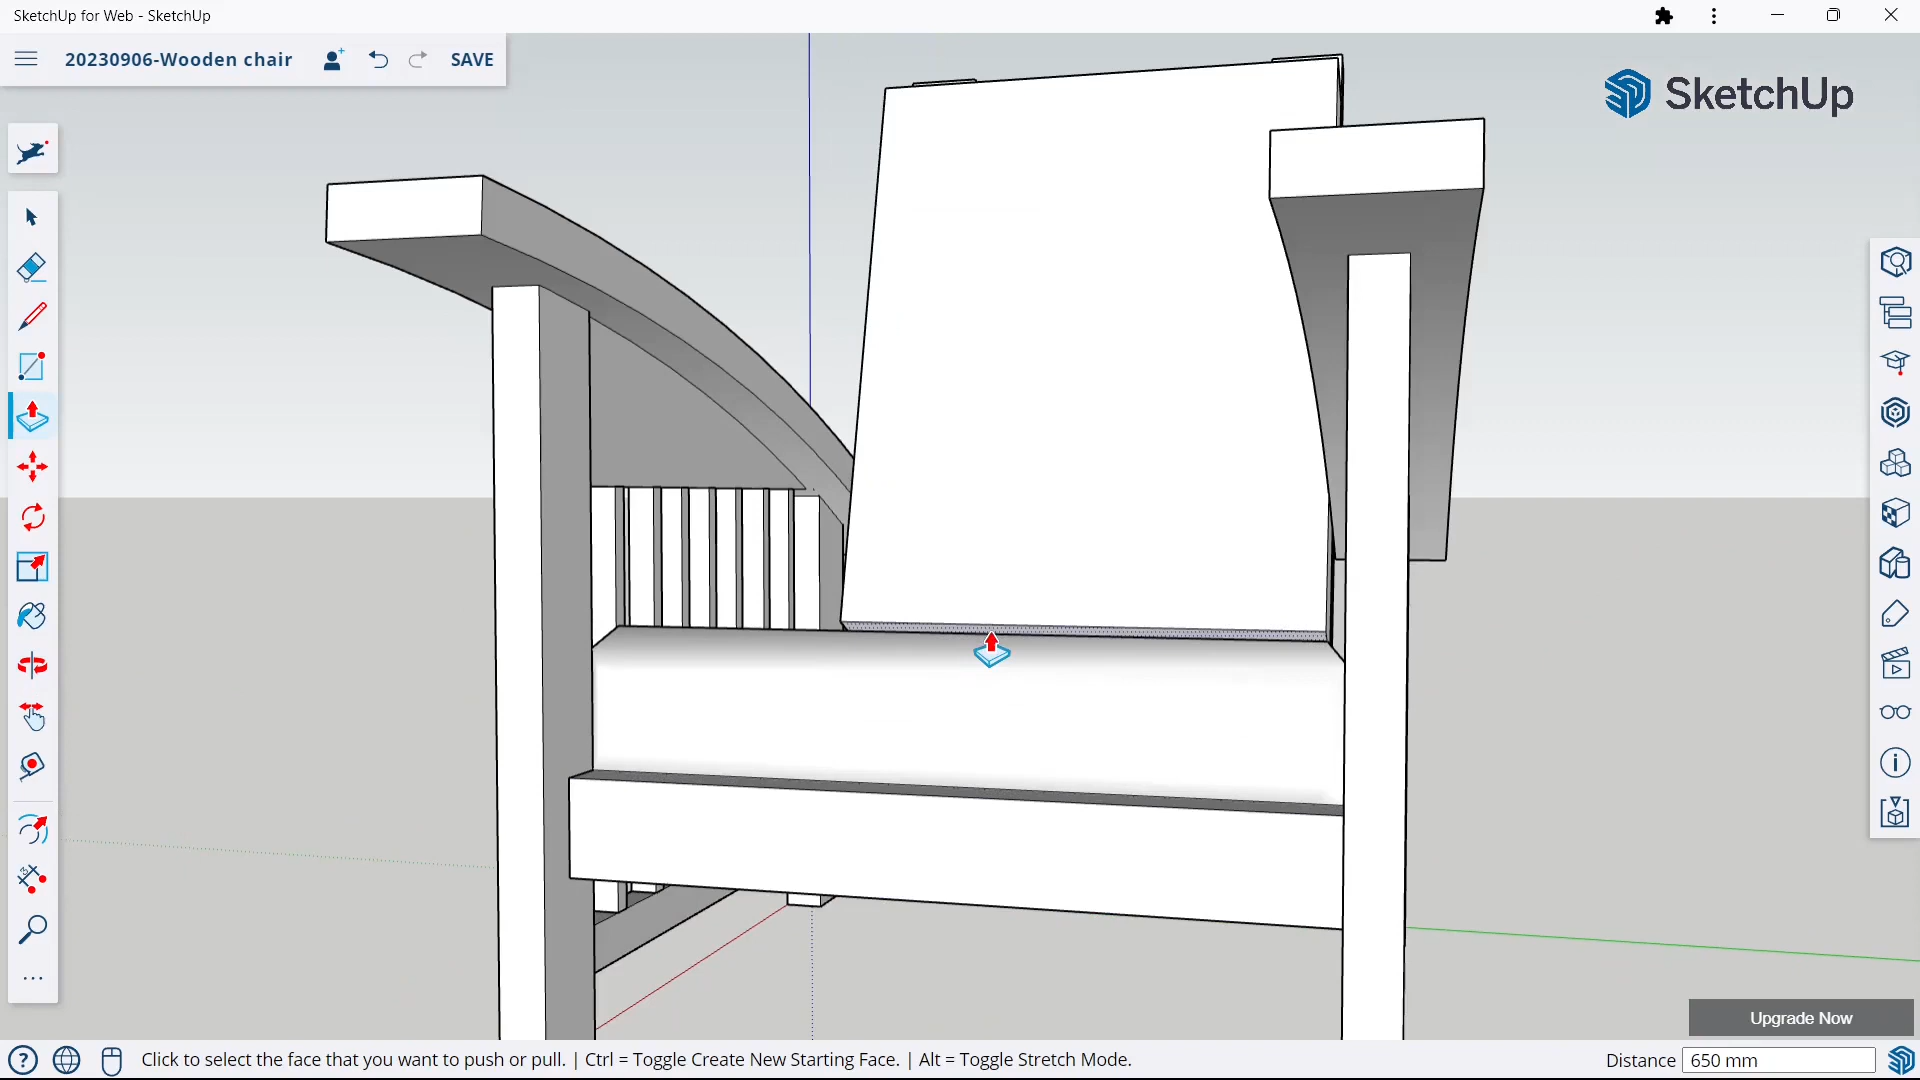 SketchUp for Web - SketchUp
20230906-Wooden chair
SAVE
SketchUp
Upgrade Now
Click to select the face that you want to push or pull. | Ctrl = Toggle Create New Starting Face. | Alt = Toggle Stretch Mode.
Distance 650 mm